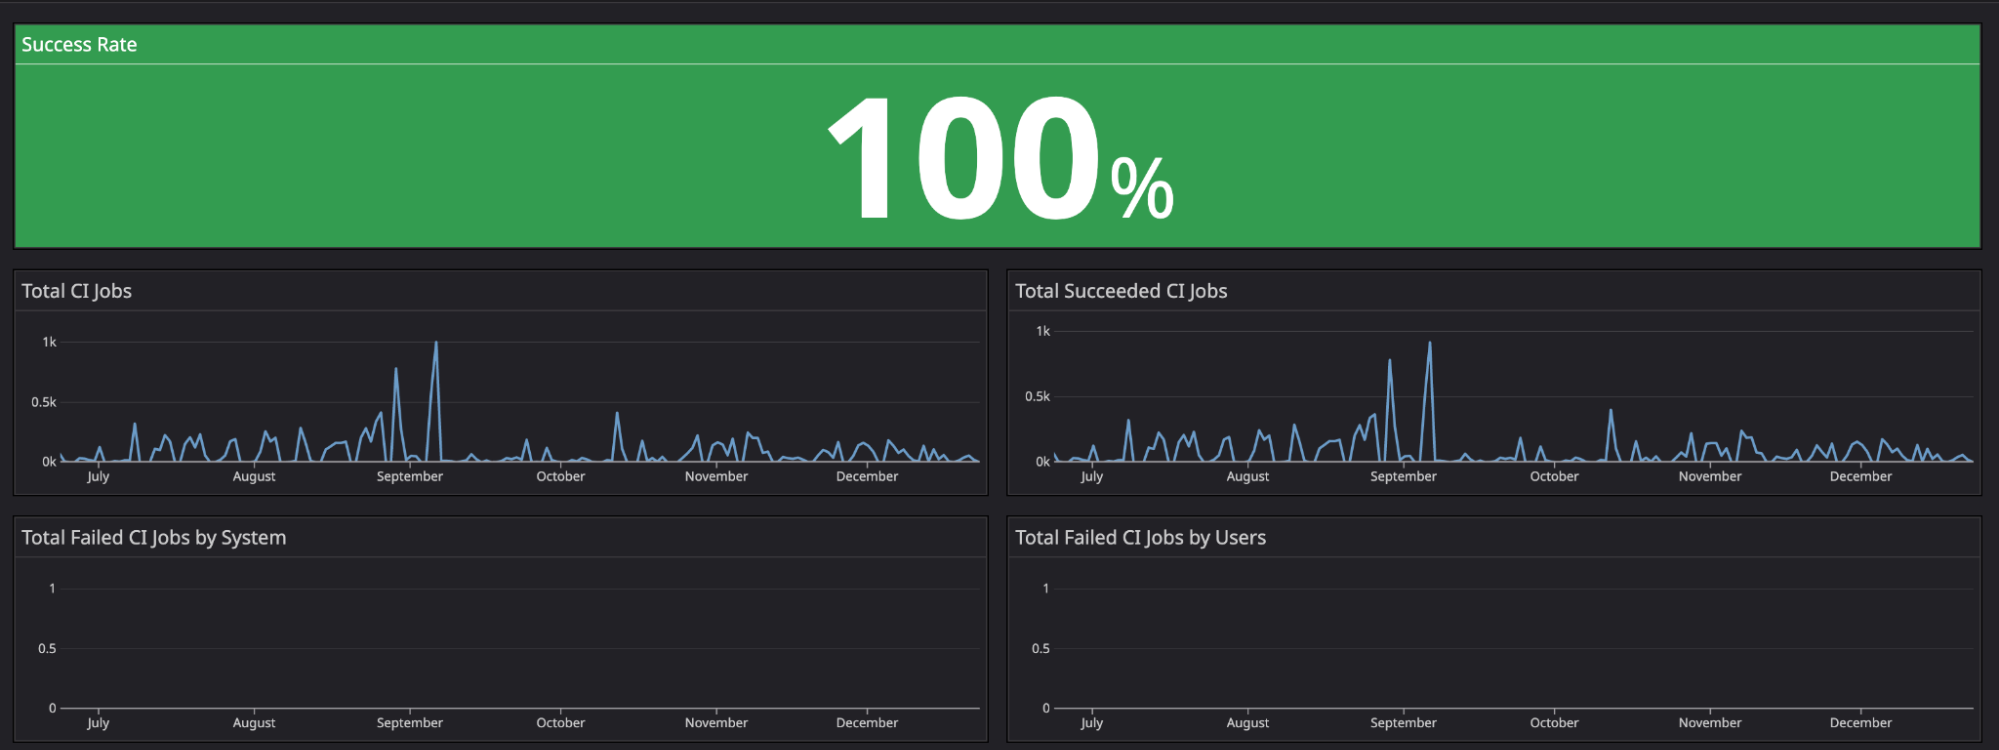 Success Rate
100%
Total CI Jobs
1k
0.5k
0k
July August September October November December
Total Succeeded CI Jobs
1k
0.5k
0k
July August September October November December
Total Failed CI Jobs by System
1
0.5
0
July August September October November December
Total Failed CI Jobs by Users
1
0.5
0
July August September October November December